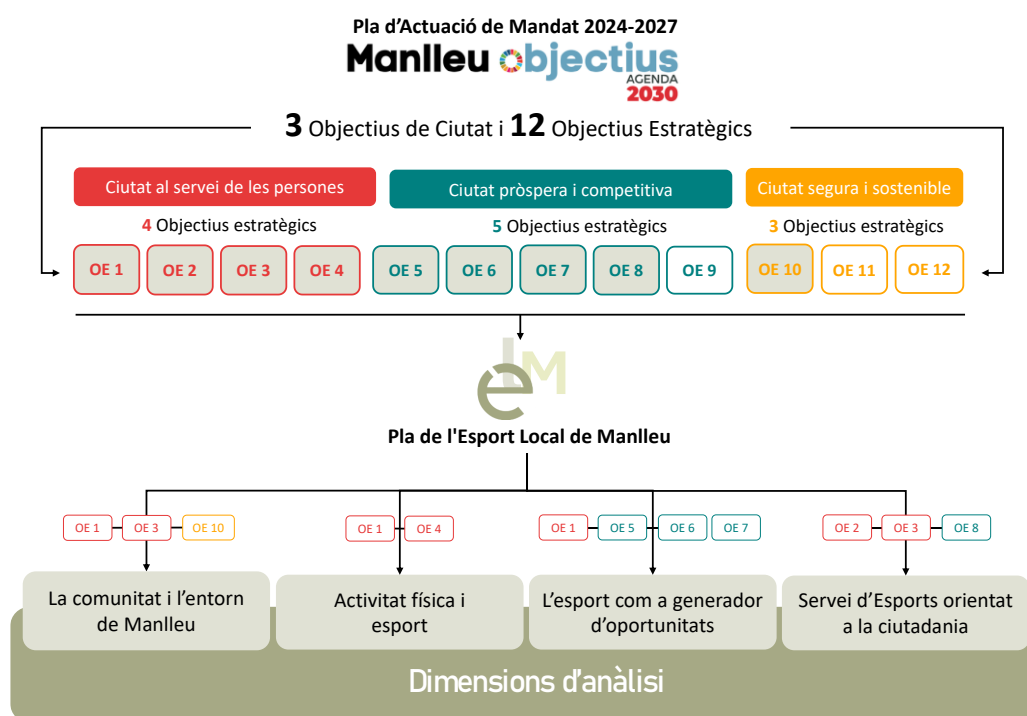 Pla d'Actuació de Mandat 2024-2027
Manlleu objectius
AGENDA
2030
3 Objectius de Ciutat i 12 Objectius Estratègics
Ciutat al servei de les persones
Ciutat pròspera i competitiva
Ciutat segura i sostenible
4 Objectius estratègics
5 Objectius estratègics
3 Objectius estratègics
OE 1 OE 2 OE 3 OE 4 OE 5 OE 6 OE 7 OE 8 OE 9 OE 10 OE 11 OE 12
elM
Pla de l'Esport Local de Manlleu
OE 1 OE 3 OE 10
OE 1 OE 4
OE 1 OE 5 OE 6 OE 7
OE 2 OE 3 OE 8
La comunitat i l'entorn
de Manlleu
Activitat física i
esport
L'esport com a generador
d'oportunitats
Servei d'Esports orientat
a la ciutadania
Dimensions d'anàlisi